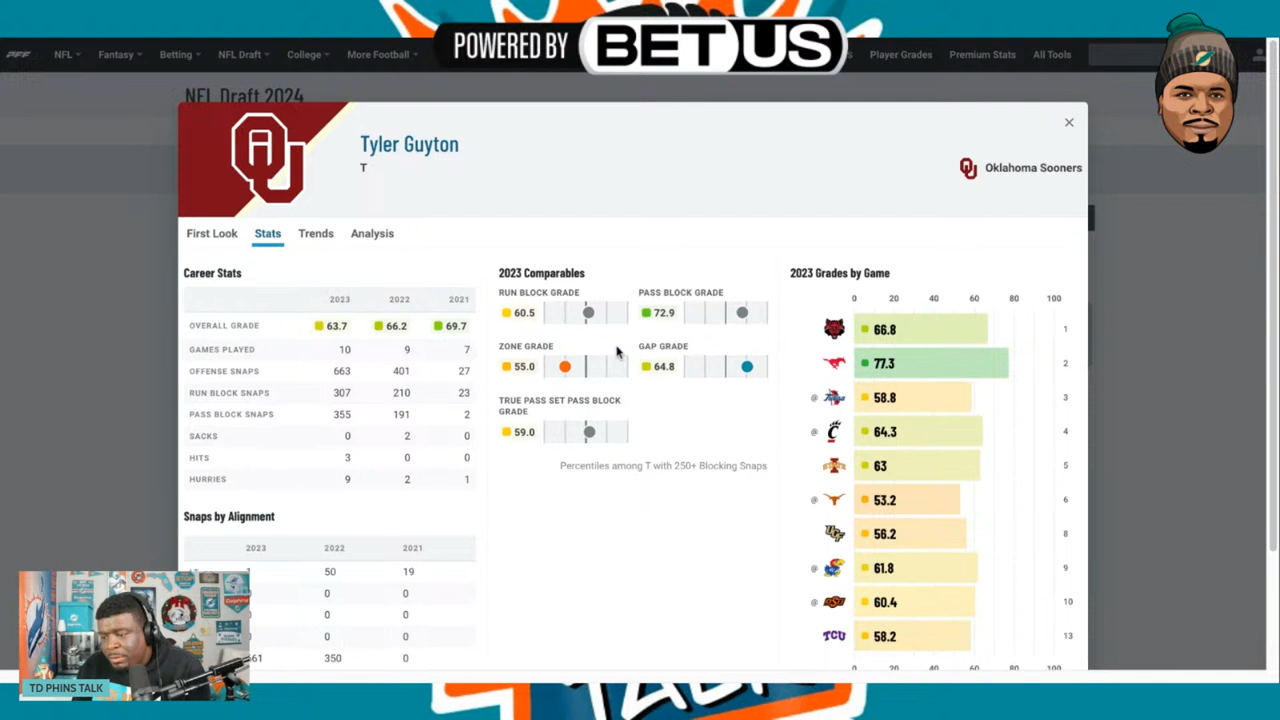 POWERED BY BETUS
PFF NFL Fantasy Betting NFL Draft College More Football Player Grades Premium Stats All Tools
NFL Draft 2024
Tyler Guyton
T
Oklahoma Sooners
First Look Stats Trends Analysis
Career Stats
2023 2022 2021
OVERALL GRADE 63.7 66.2 69.7
GAMES PLAYED 10 9 7
OFFENSE SNAPS 663 401 27
RUN BLOCK SNAPS 307 210 23
PASS BLOCK SNAPS 355 191 2
SACKS 0 2 0
HITS 3 0 0
HURRIES 9 2 1
Snaps by Alignment
2023 2022 2021
50 19
0 0
0 0
0 0
61 350 0
2023 Comparables
RUN BLOCK GRADE PASS BLOCK GRADE
60.5 72.9
ZONE GRADE GAP GRADE
55.0 64.8
TRUE PASS SET PASS BLOCK
GRADE
59.0
Percentiles among T with 250+ Blocking Snaps
2023 Grades by Game
0 20 40 60 80 100
66.8 1
77.3 2
@ Tulsa 58.8 3
@ C 64.3 4
63 5
@ 53.2 6
UCF 56.2 8
@ 61.8 9
@ OSU 60.4 10
TCU 58.2 13
0 20 40 60 80 100
TD PHINS TALK
TALK